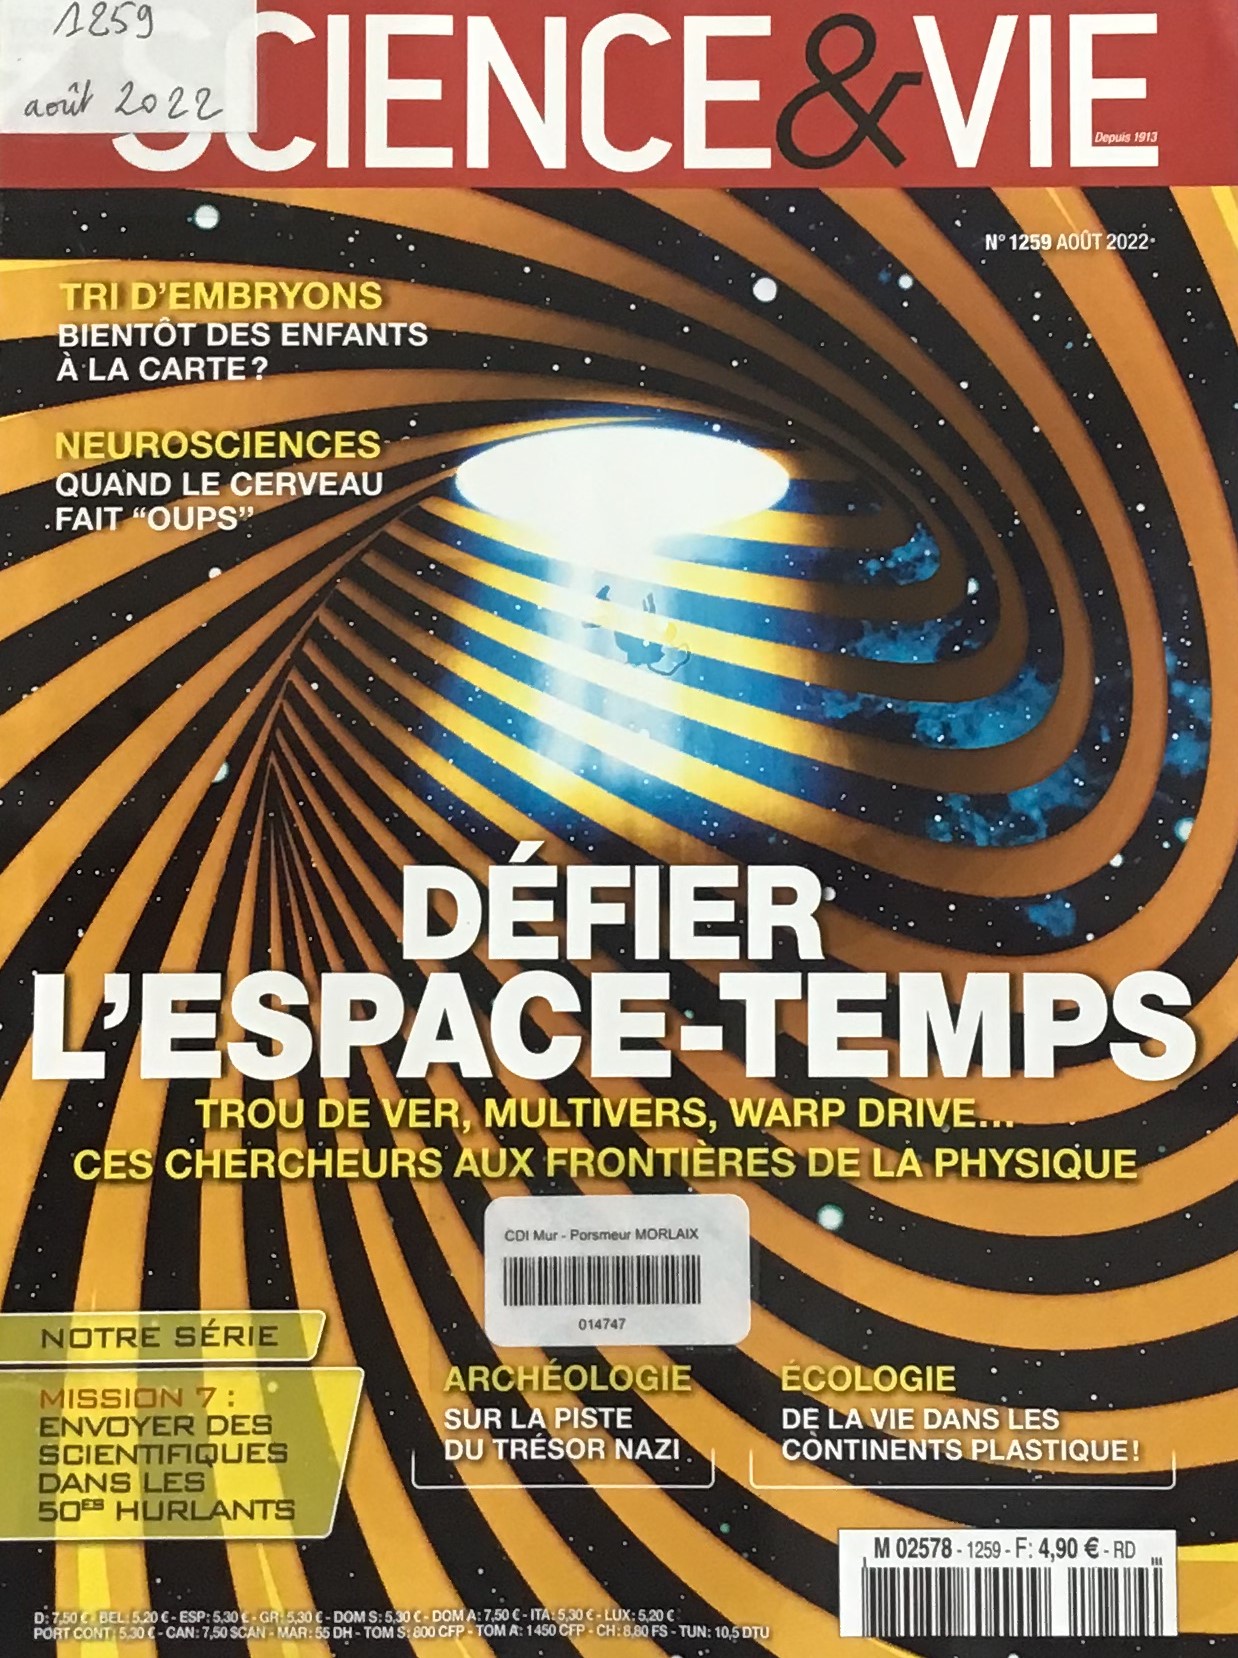 1259
août 2022
SCIENCE&VIE
Depuis 1913
N° 1259 AOÛT 2022
TRI D'EMBRYONS
BIENTÔT DES ENFANTS
À LA CARTE ?
NEUROSCIENCES
QUAND LE CERVEAU
FAIT “OUPS”
DÉFIER
L'ESPACE-TEMPS
TROU DE VER, MULTIVERS, WARP DRIVE...
CES CHERCHEURS AUX FRONTIÈRES DE LA PHYSIQUE
CDI Mur - Porsmeur MORLAIX
014747
NOTRE SÉRIE
MISSION 7 :
ENVOYER DES
SCIENTIFIQUES
DANS LES
50ES HURLANTS
ARCHÉOLOGIE
SUR LA PISTE
DU TRÉSOR NAZI
ÉCOLOGIE
DE LA VIE DANS LES
CONTINENTS PLASTIQUE !
M 02578 - 1259 - F: 4,90 € - RD
D: 7,50 € - BEL: 5,20 € - ESP: 5,30 € - GR: 5,30 € - DOM S: 5,30 € - DOM A: 7,50 € - ITA: 5,30 € - LUX: 5,20 €
PORT CONT: 5,30 € - CAN: 7,50 $CAN - MAR: 55 DH - TOM S: 800 CFP - TOM A: 1450 CFP - CH: 8,80 FS - TUN: 10,5 DTU